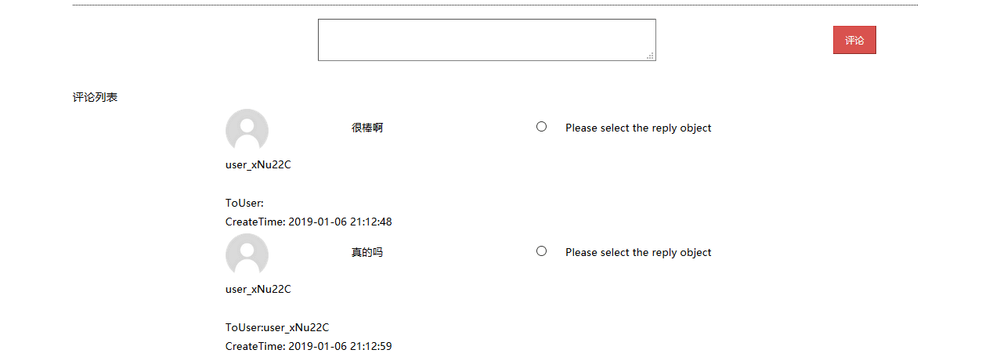 评论
评论列表
很棒啊 Please select the reply object
user_xNu22C
ToUser:
CreateTime: 2019-01-06 21:12:48
真的吗 Please select the reply object
user_xNu22C
ToUser:user_xNu22C
CreateTime: 2019-01-06 21:12:59